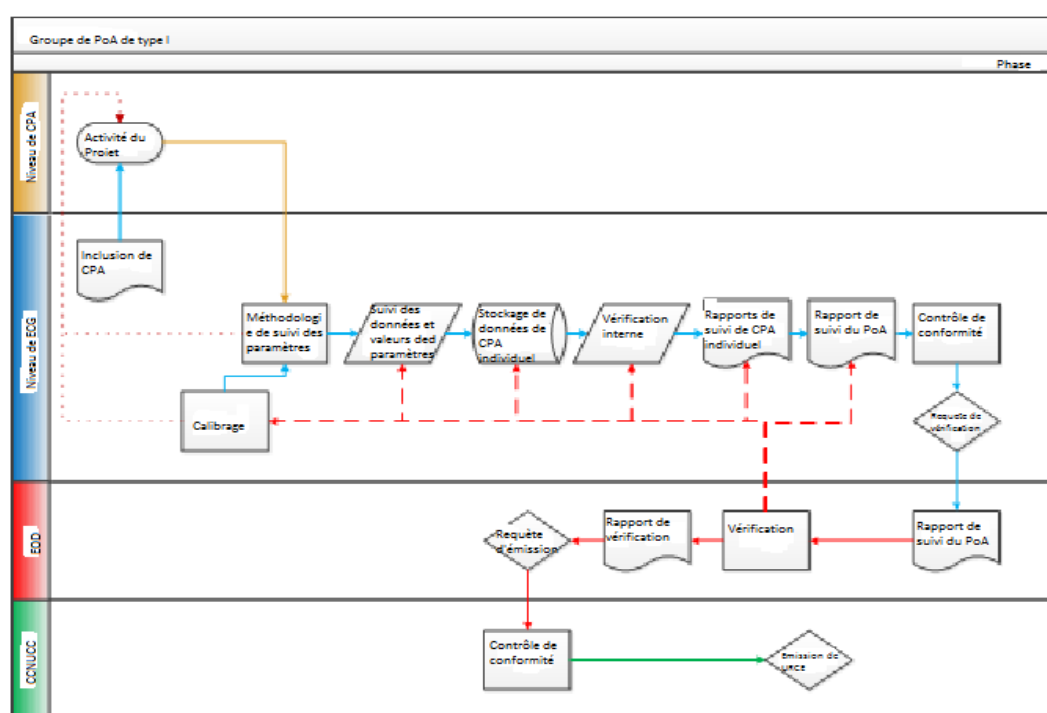 Groupe de PoA de type I
Phase
Niveau de CPA
Activité du
Projet
Niveau de EOG
Inclusion de
CPA
Méthodologi
e de suivi des
paramètres
Suivi des
données et
valeurs ded
paramètres
Stockage de
données de
CPA
individuel
Vérification
interne
Rapports de
suivi de CPA
individuel
Rapport de
suivi du PoA
Contrôle de
conformité
Calibrage
Requete de
vérification
EOD
Requète
d'émission
Rapport de
vérification
Vérification
Rapport de
suivi du PoA
CCNUCC
Contrôle de
conformité
Emission de
URCE